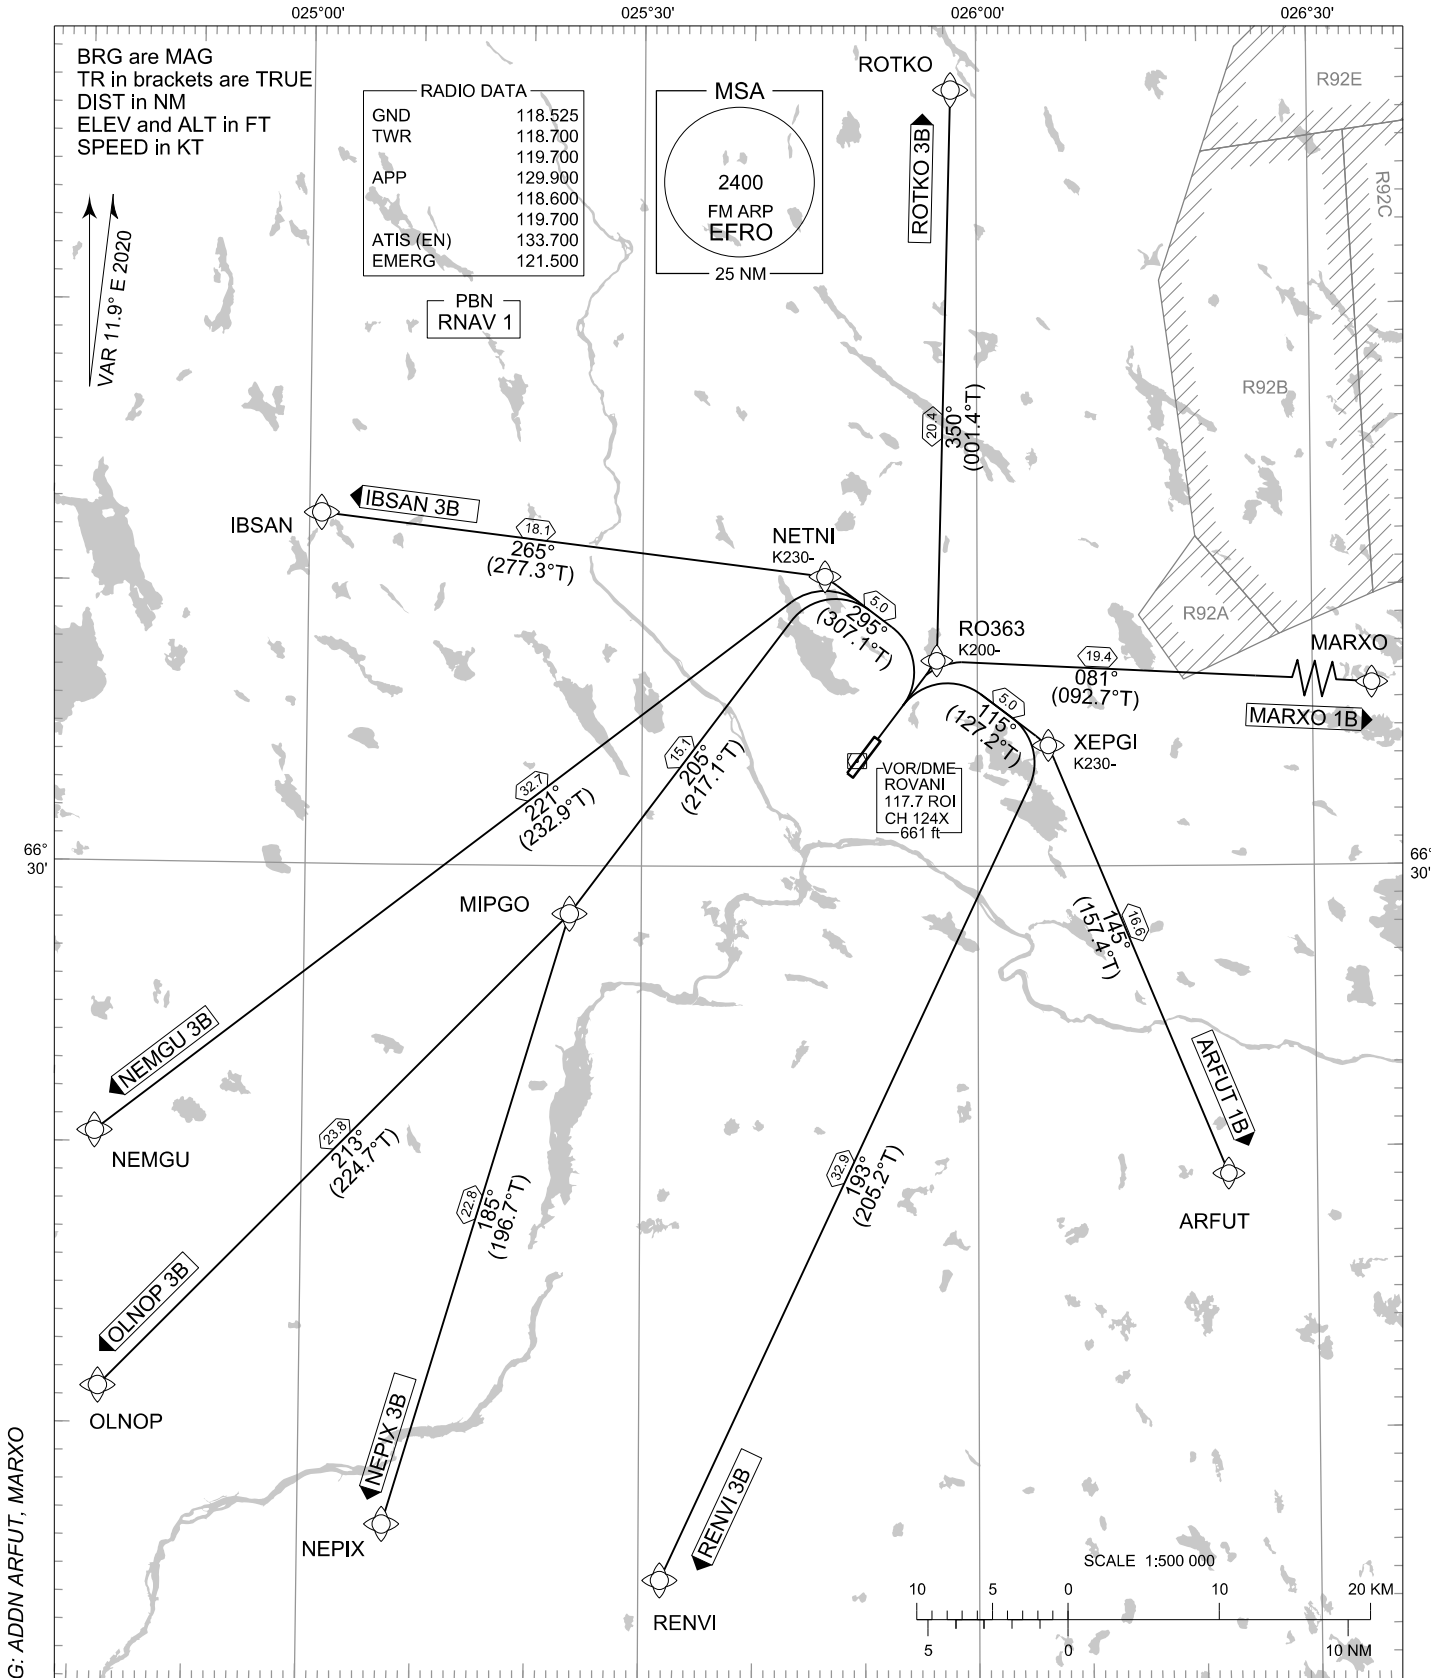 025°00'
025°30'
026°00'
026°30'
BRG are MAG
TR in brackets are TRUE
DIST in NM
ELEV and ALT in FT
SPEED in KT
VAR 11.9° E 2020
RADIO DATA
GND 118.525
TWR 118.700
119.700
APP 129.900
118.600
119.700
ATIS (EN) 133.700
EMERG 121.500
PBN
RNAV 1
MSA
2400
FM ARP
EFRO
25 NM
ROTKO
ROTKO 3B
20.4
350°
(001.4°T)
R92E
R92C
R92B
R92A
IBSAN
IBSAN 3B
18.1
265°
(277.3°T)
NETNI
K230-
5.0
295°
(307.1°T)
RO363
K200-
19.4
081°
(092.7°T)
MARXO
MARXO 1B
5.0
115°
(127.2°T)
XEPGI
K230-
VOR/DME
ROVANI
117.7 ROI
CH 124X
661 ft
15.1
205°
(217.1°T)
32.7
221°
(232.9°T)
66°
30'
66°
30'
MIPGO
16.6
145°
(157.4°T)
NEMGU 3B
NEMGU
ARFUT 1B
ARFUT
23.8
213°
(224.7°T)
22.8
185°
(196.7°T)
32.9
193°
(205.2°T)
OLNOP 3B
OLNOP
NEPIX 3B
NEPIX
RENVI 3B
RENVI
SCALE 1:500 000
10 5 0 10 20 KM
5 0 10 NM
G: ADDN ARFUT, MARXO